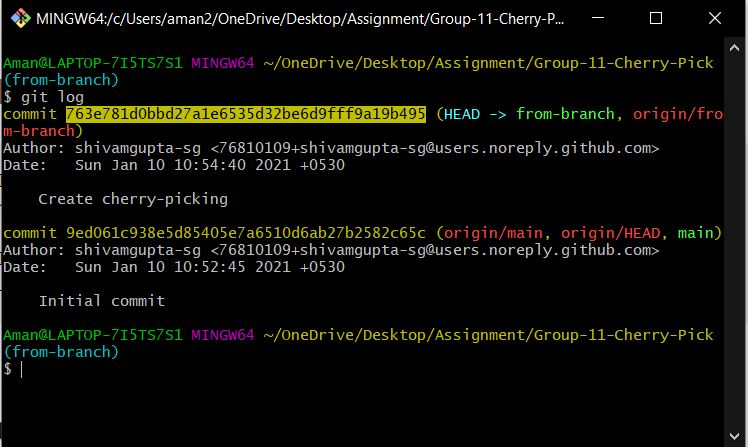 MINGW64:/c/Users/aman2/OneDrive/Desktop/Assignment/Group-11-Cherry-P...
Aman@LAPTOP-7I5TS7S1 MINGW64 ~/OneDrive/Desktop/Assignment/Group-11-Cherry-Pick
(from-branch)
$ git log
commit 763e781d0bbd27a1e6535d32be6d9fff9a19b495 (HEAD -> from-branch, origin/fro
m-branch)
Author: shivamgupta-sg <76810109+shivamgupta-sg@users.noreply.github.com>
Date:   Sun Jan 10 10:54:40 2021 +0530
    Create cherry-picking
commit 9ed061c938e5d85405e7a6510d6ab27b2582c65c (origin/main, origin/HEAD, main)
Author: shivamgupta-sg <76810109+shivamgupta-sg@users.noreply.github.com>
Date:   Sun Jan 10 10:52:45 2021 +0530
    Initial commit
Aman@LAPTOP-7I5TS7S1 MINGW64 ~/OneDrive/Desktop/Assignment/Group-11-Cherry-Pick
(from-branch)
$